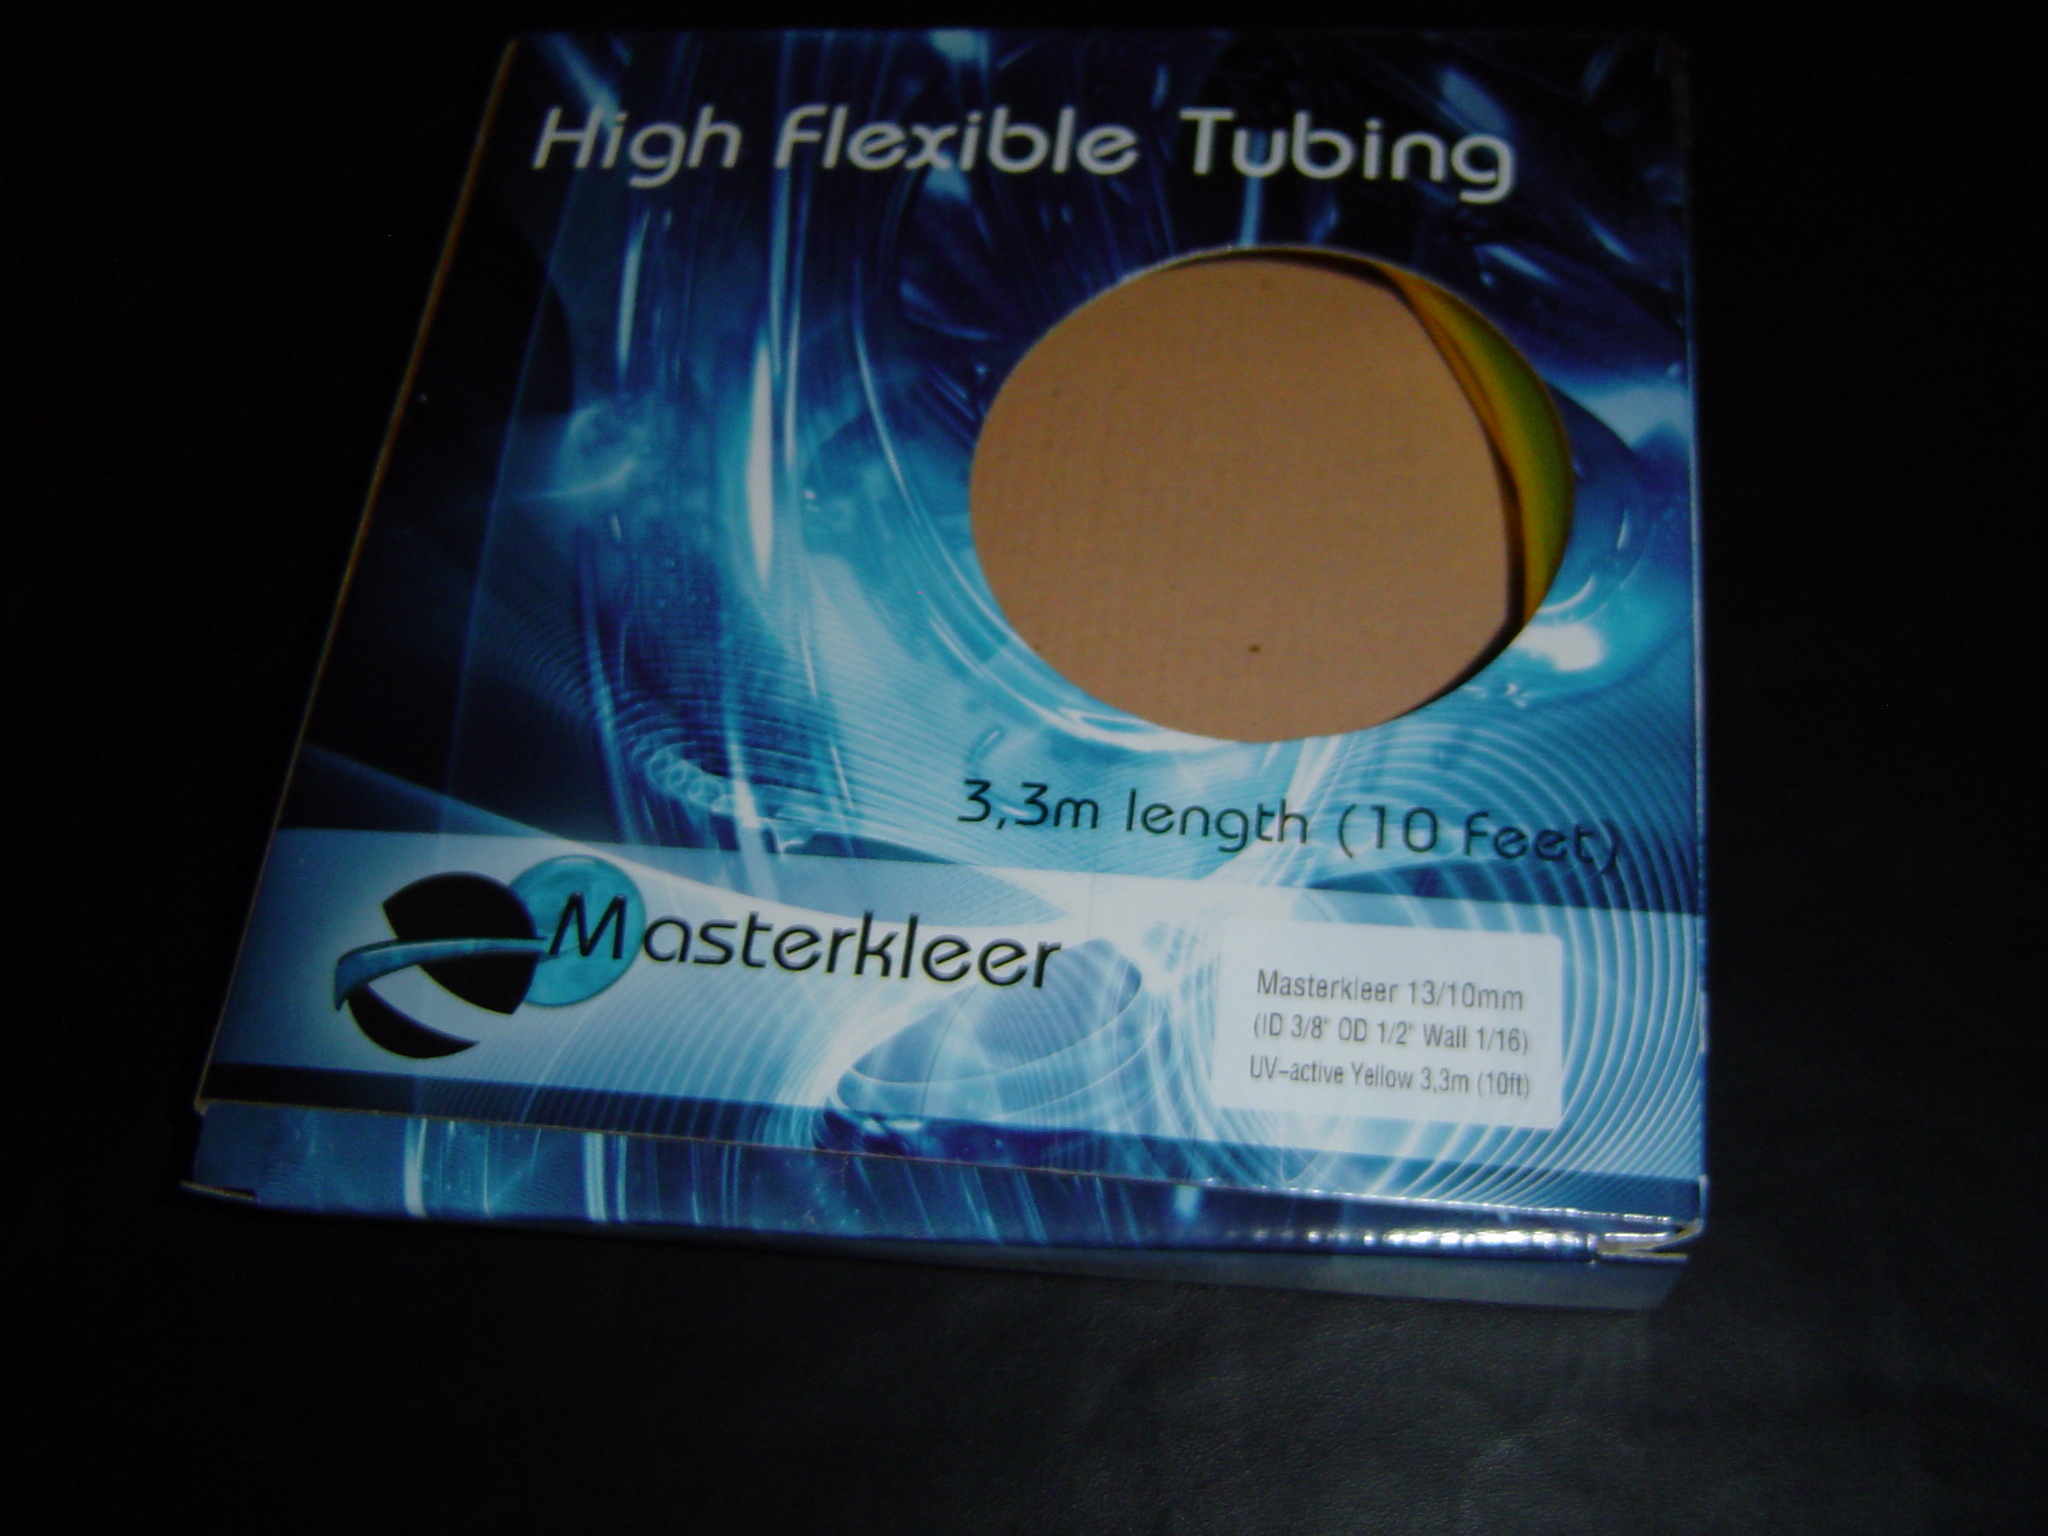 High Flexible Tubing
3,3m length (10 Feet)
Masterkleer
Masterkleer 13/10mm
(ID 3/8" OD 1/2" Wall 1/16)
UV-active Yellow 3,3m (10ft)